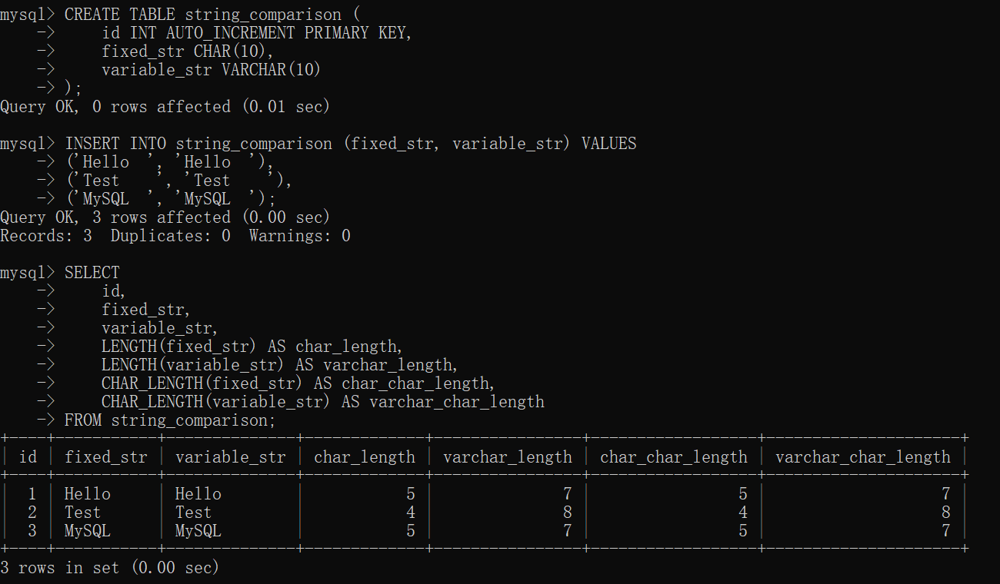 mysql> CREATE TABLE string_comparison (
    ->     id INT AUTO_INCREMENT PRIMARY KEY,
    ->     fixed_str CHAR(10),
    ->     variable_str VARCHAR(10)
    -> );
Query OK, 0 rows affected (0.01 sec)

mysql> INSERT INTO string_comparison (fixed_str, variable_str) VALUES
    -> ('Hello  ', 'Hello  '),
    -> ('Test    ', 'Test    '),
    -> ('MySQL  ', 'MySQL  ');
Query OK, 3 rows affected (0.00 sec)
Records: 3  Duplicates: 0  Warnings: 0

mysql> SELECT
    ->     id,
    ->     fixed_str,
    ->     variable_str,
    ->     LENGTH(fixed_str) AS char_length,
    ->     LENGTH(variable_str) AS varchar_length,
    ->     CHAR_LENGTH(fixed_str) AS char_char_length,
    ->     CHAR_LENGTH(variable_str) AS varchar_char_length
    -> FROM string_comparison;
+----+-----------+--------------+-------------+----------------+------------------+---------------------+
| id | fixed_str | variable_str | char_length | varchar_length | char_char_length | varchar_char_length |
+----+-----------+--------------+-------------+----------------+------------------+---------------------+
|  1 | Hello     | Hello        |           5 |              7 |                5 |                   7 |
|  2 | Test      | Test         |           4 |              8 |                4 |                   8 |
|  3 | MySQL     | MySQL        |           5 |              7 |                5 |                   7 |
+----+-----------+--------------+-------------+----------------+------------------+---------------------+
3 rows in set (0.00 sec)